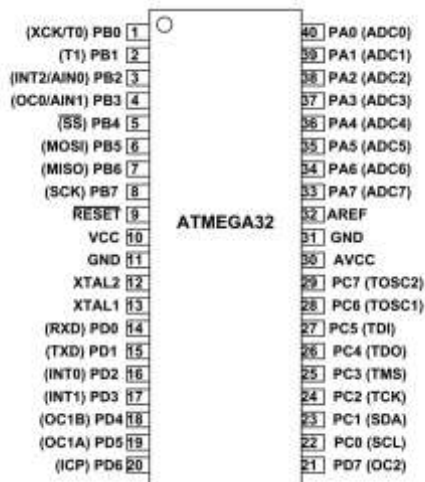 (XCK/T0) PB0 1
(T1) PB1 2
(INT2/AIN0) PB2 3
(OC0/AIN1) PB3 4
(SS) PB4 5
(MOSI) PB5 6
(MISO) PB6 7
(SCK) PB7 8
RESET 9
VCC 10
GND 11
XTAL2 12
XTAL1 13
(RXD) PD0 14
(TXD) PD1 15
(INT0) PD2 16
(INT1) PD3 17
(OC1B) PD4 18
(OC1A) PD5 19
(ICP) PD6 20
ATMEGA32
40 PA0 (ADC0)
39 PA1 (ADC1)
38 PA2 (ADC2)
37 PA3 (ADC3)
36 PA4 (ADC4)
35 PA5 (ADC5)
34 PA6 (ADC6)
33 PA7 (ADC7)
32 AREF
31 GND
30 AVCC
29 PC7 (TOSC2)
28 PC6 (TOSC1)
27 PC5 (TDI)
26 PC4 (TDO)
25 PC3 (TMS)
24 PC2 (TCK)
23 PC1 (SDA)
22 PC0 (SCL)
21 PD7 (OC2)